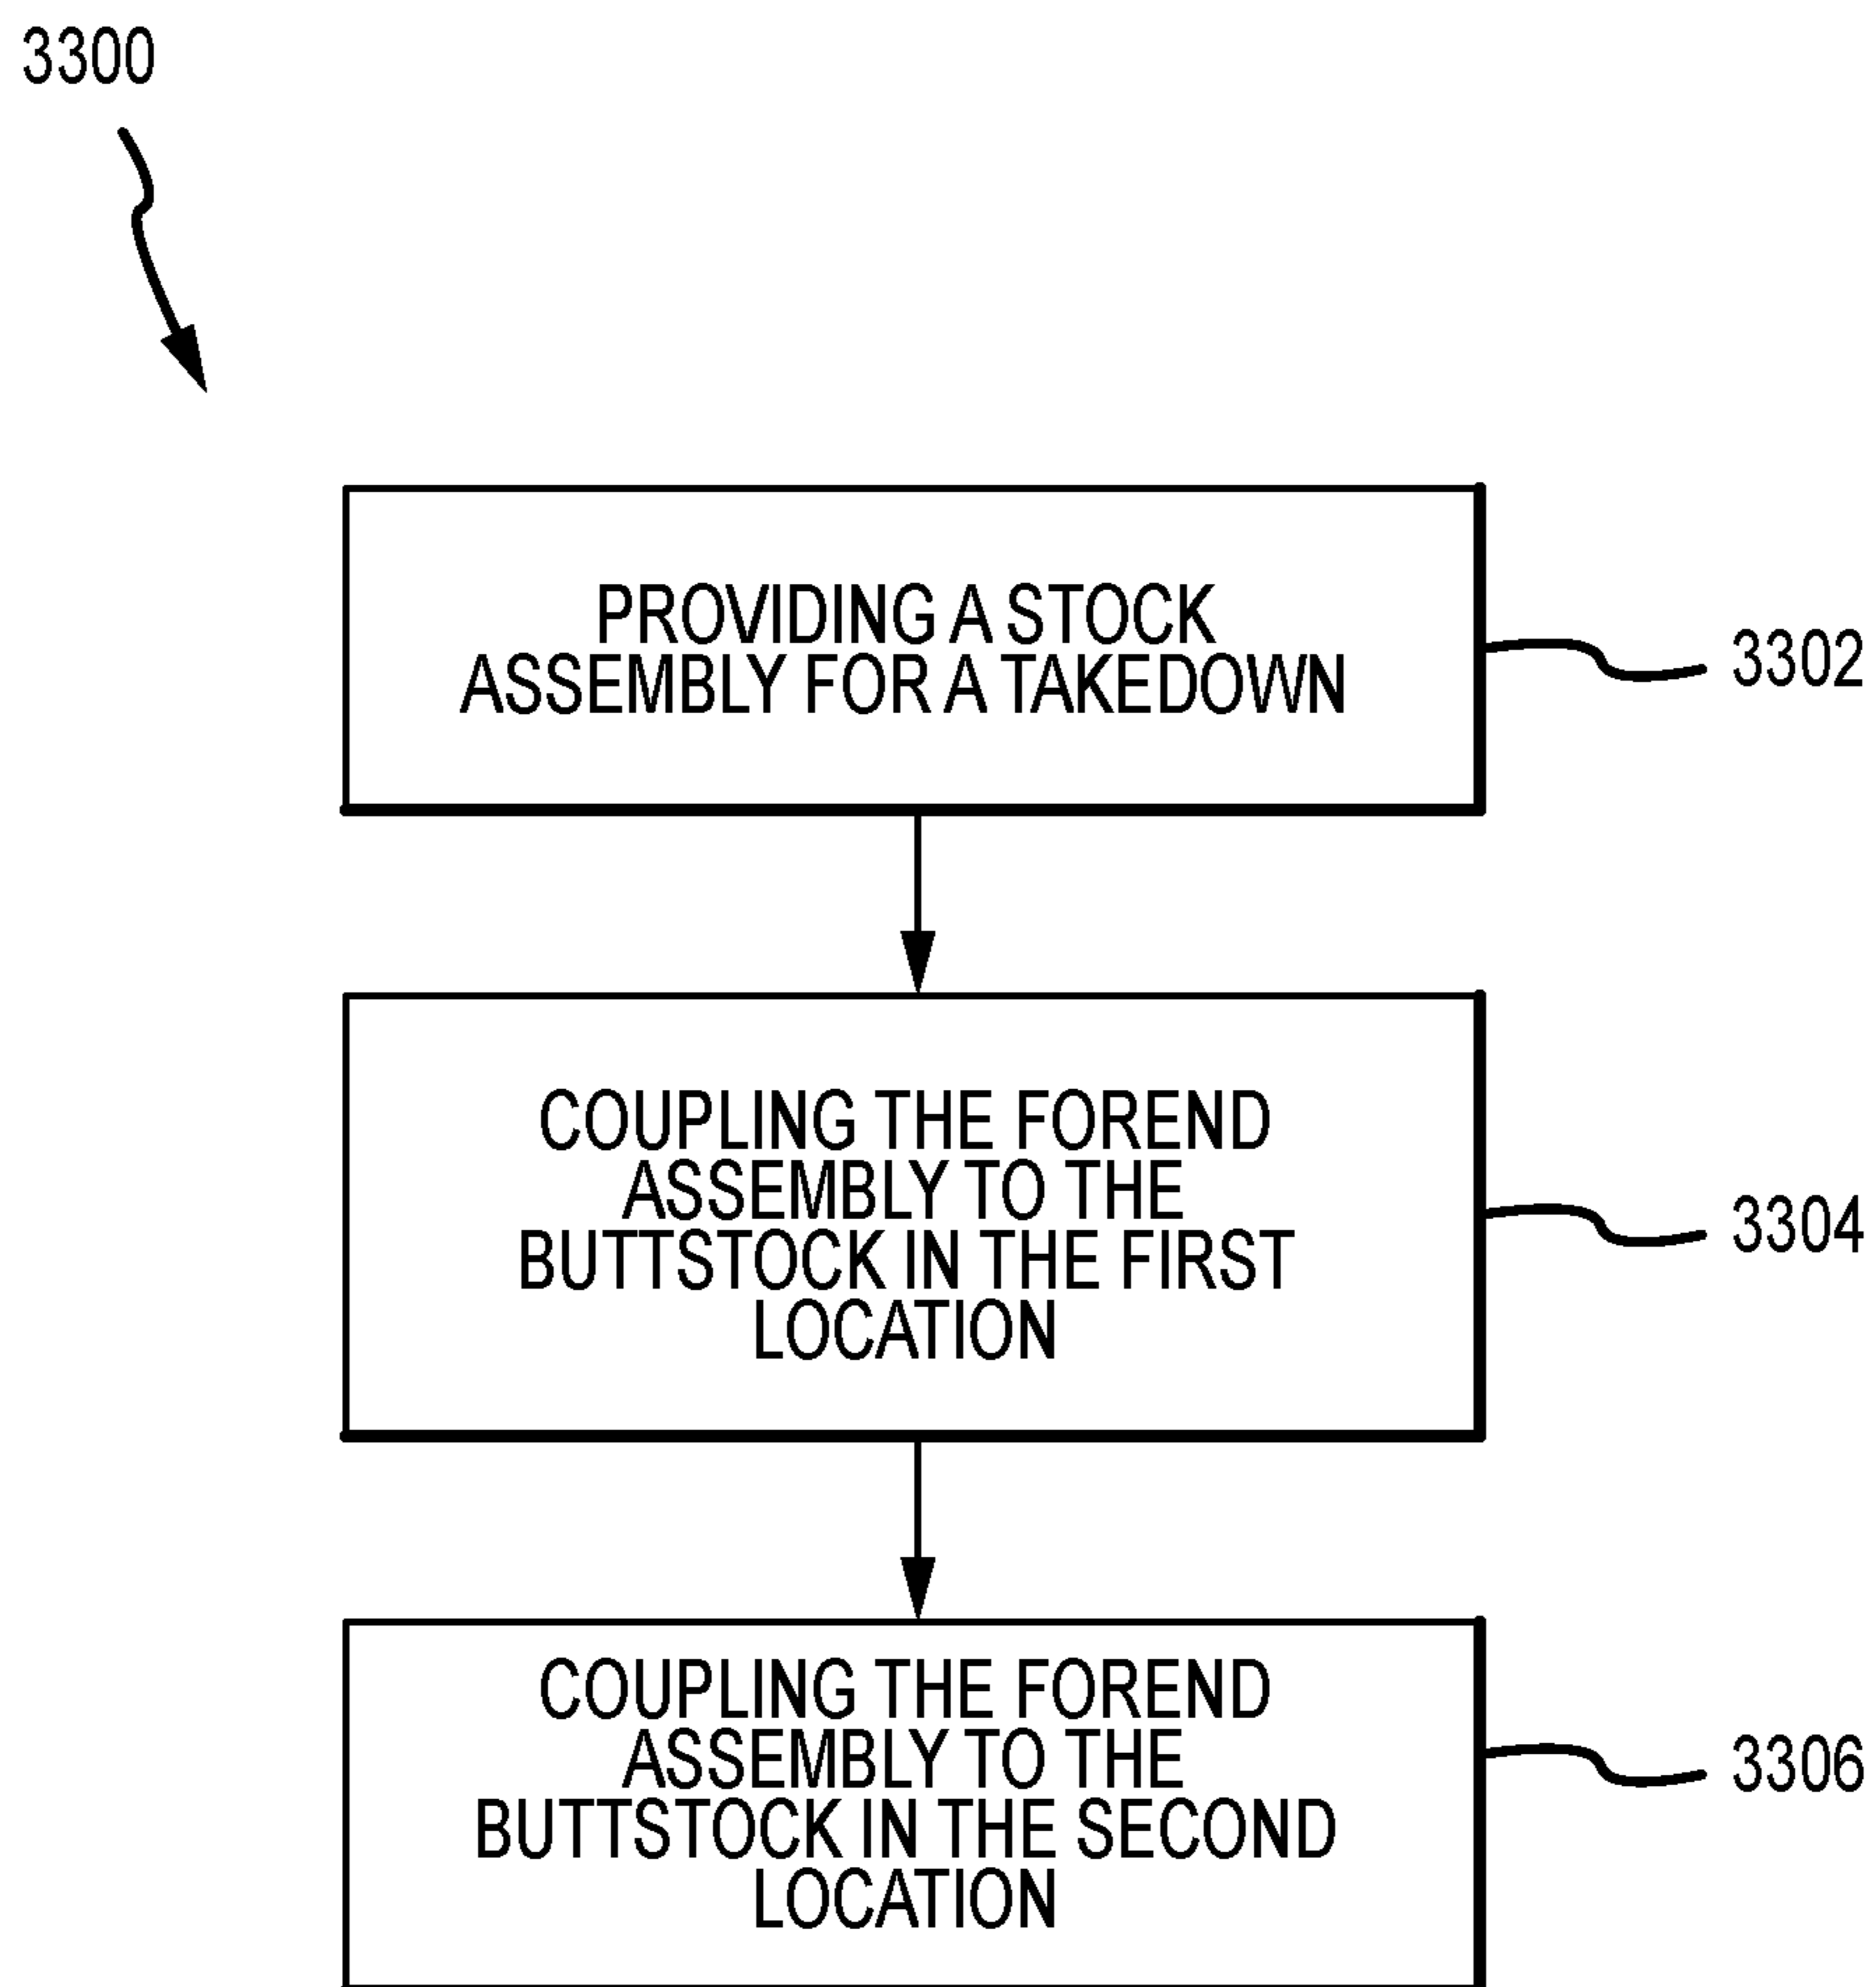 3300
PROVIDING A STOCK
ASSEMBLY FOR A TAKEDOWN
3302
COUPLING THE FOREND
ASSEMBLY TO THE
BUTTSTOCK IN THE FIRST
LOCATION
3304
COUPLING THE FOREND
ASSEMBLY TO THE
BUTTSTOCK IN THE SECOND
LOCATION
3306